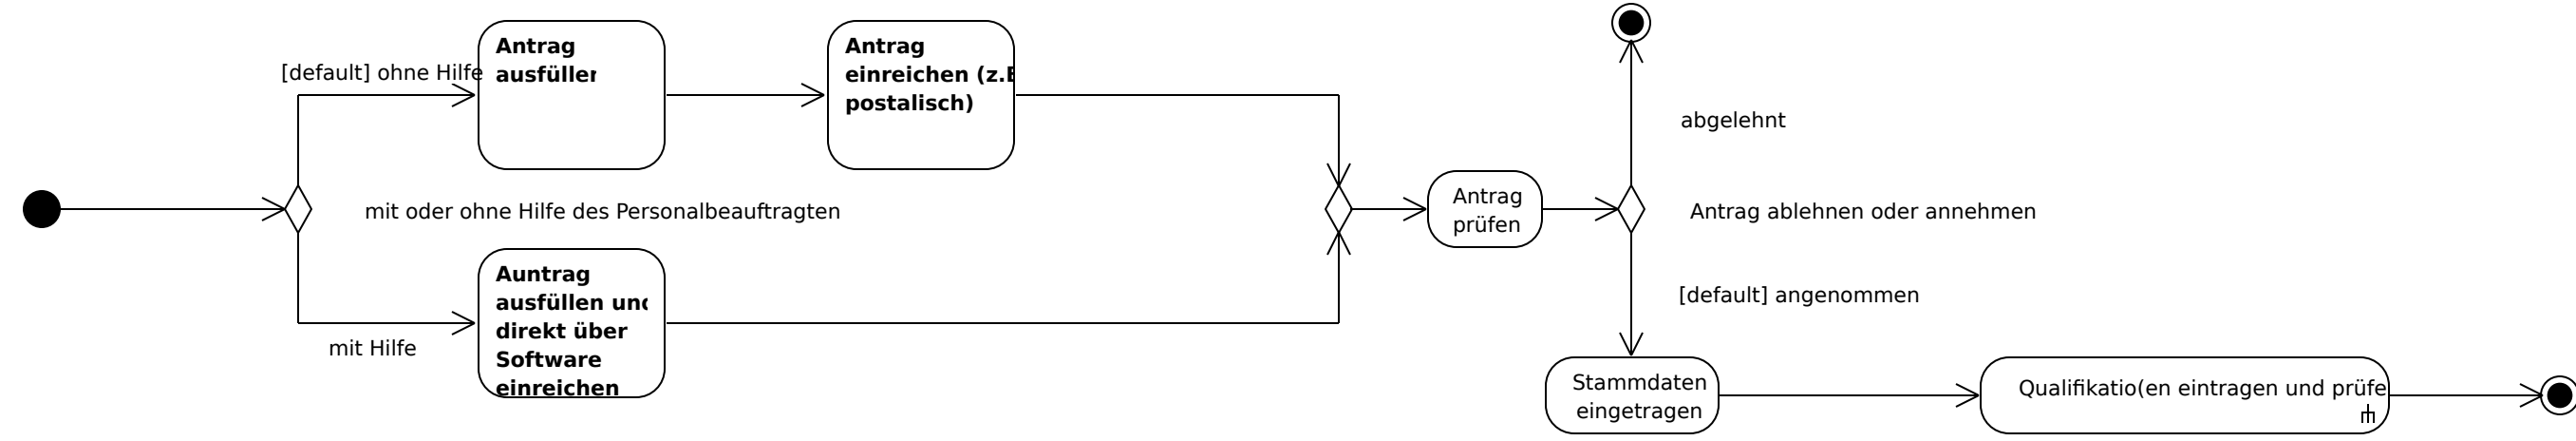 [default] ohne Hilfe
Antrag
ausfüller
Antrag
einreichen (z.B
postalisch)
mit oder ohne Hilfe des Personalbeauftragten
Auntrag
ausfüllen und
direkt über
Software
einreichen
mit Hilfe
Antrag
prüfen
abgelehnt
Antrag ablehnen oder annehmen
[default] angenommen
Stammdaten
eingetragen
Qualifikatio(en eintragen und prüfe